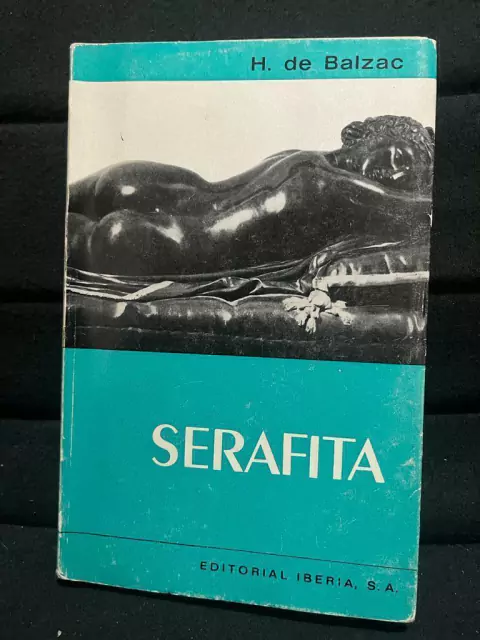 H. de Balzac
SERAFITA
EDITORIAL IBERIA, S. A.